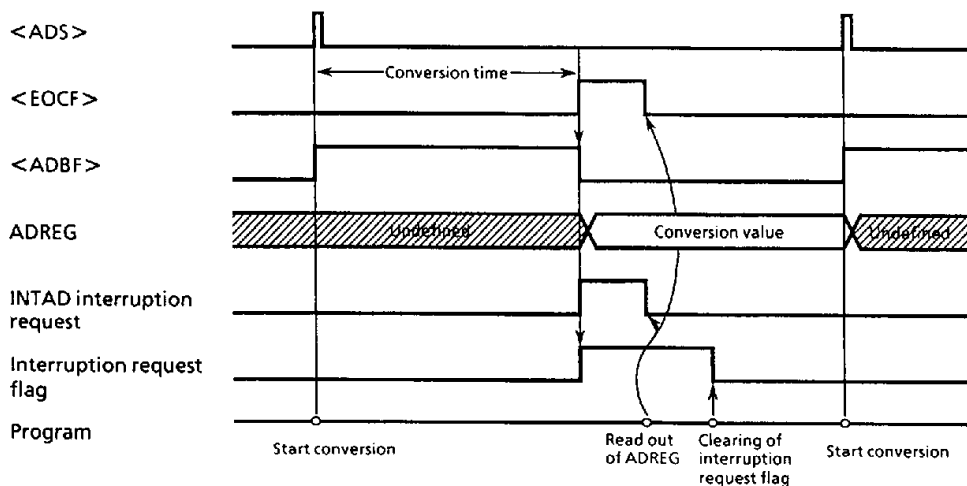 <ADS>
Conversion time
<EOCF>
<ADBF>
ADREG
Undefined
Conversion value
Undefined
INTAD interruption
request
Interruption request
flag
Program
Start conversion
Read out
of ADREG
Clearing of
interruption
request flag
Start conversion